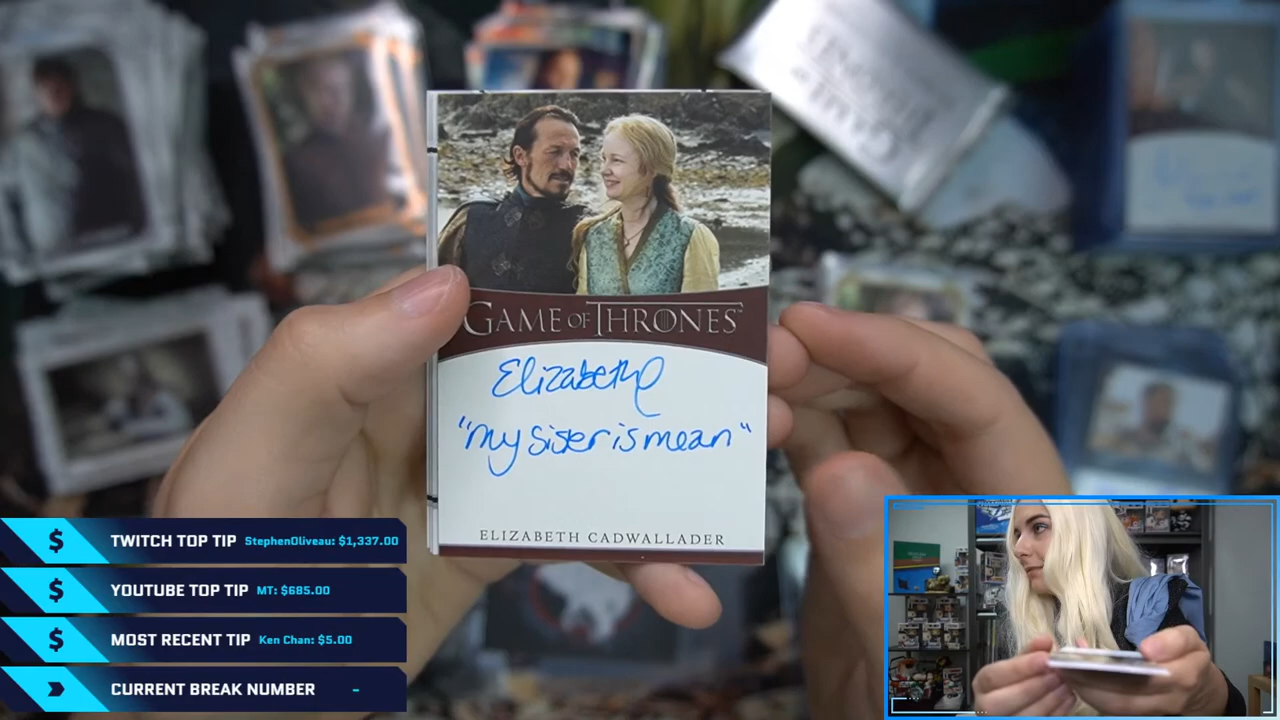 GAME OF THRONES
Elizabeth
"my sister is mean"
ELIZABETH CADWALLADER
$ TWITCH TOP TIP StephenOliveau: $1,337.00
$ YOUTUBE TOP TIP MT: $685.00
$ MOST RECENT TIP Ken Chan: $5.00
CURRENT BREAK NUMBER -